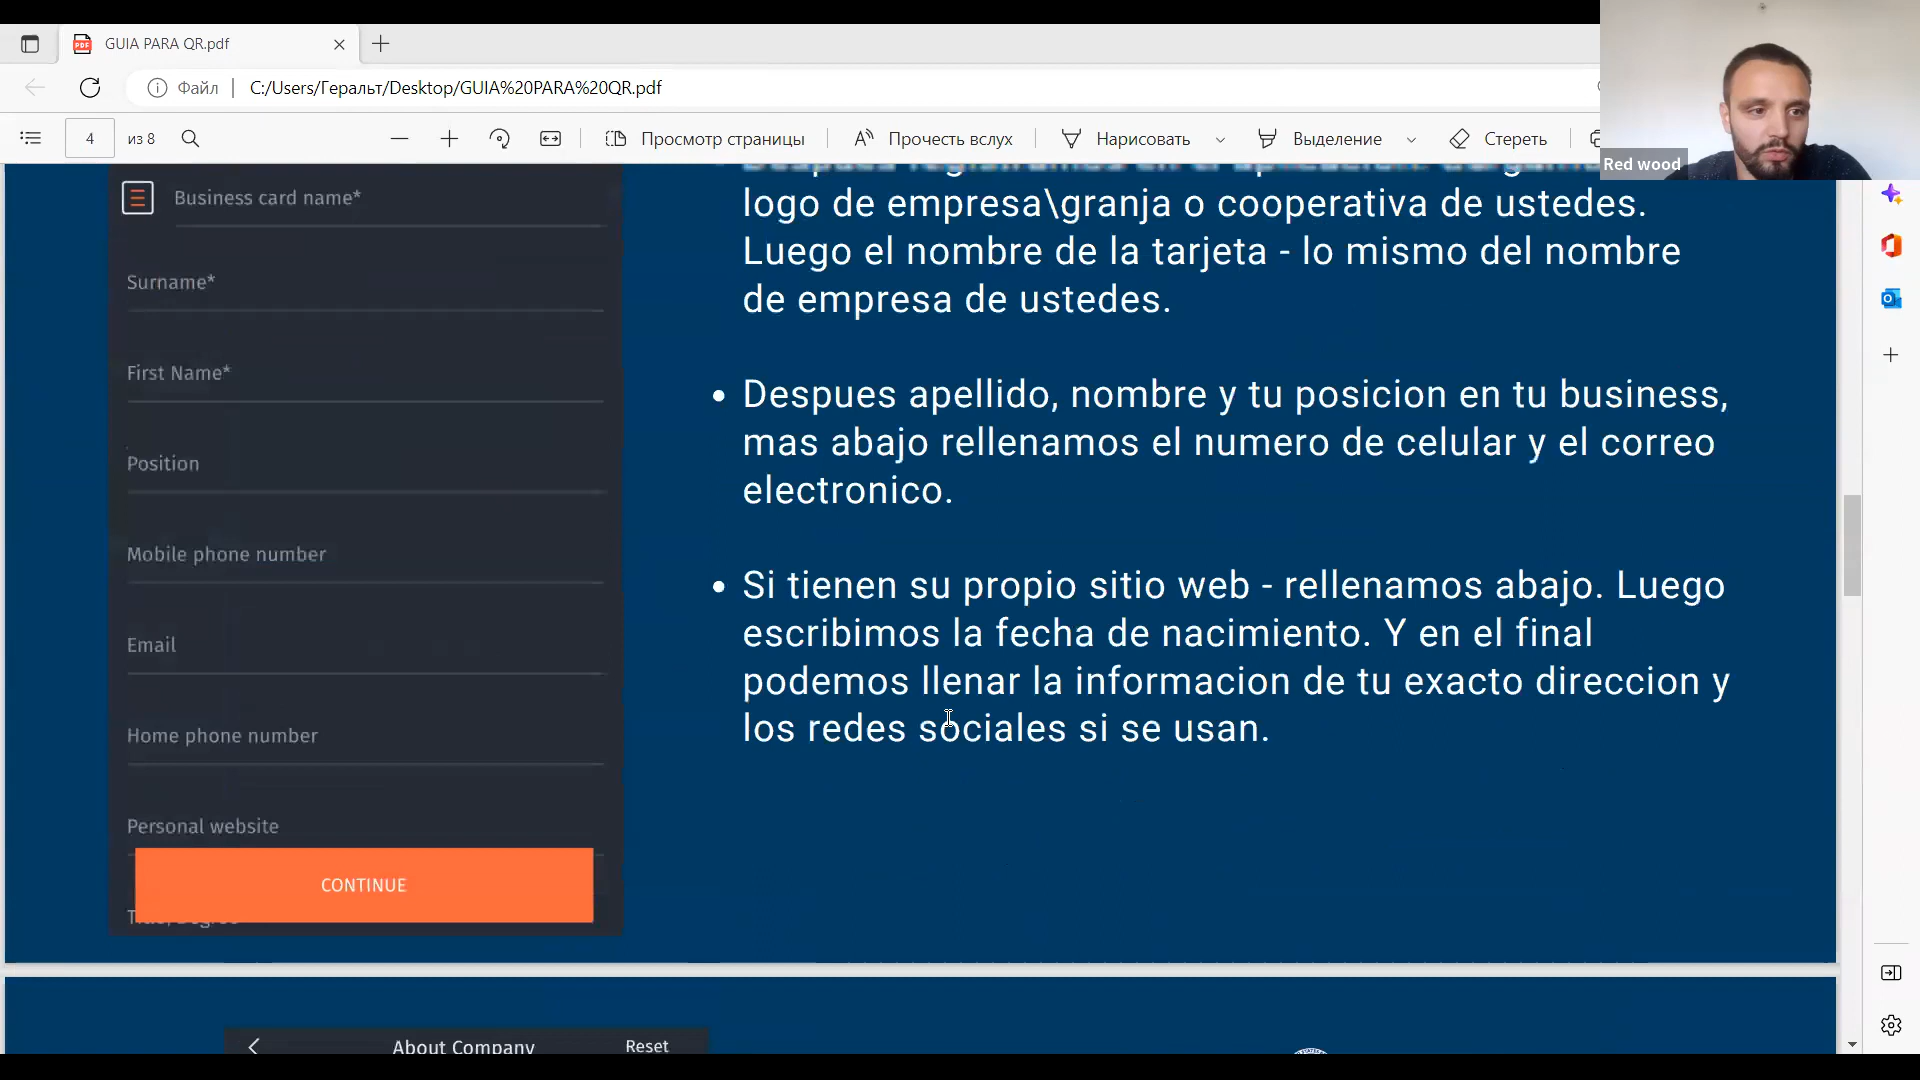 GUIA PARA QR.pdf
Файл
C:/Users/Геральт/Desktop/GUIA%20PARA%20QR.pdf
4 из 8
Просмотр страницы
Прочесть вслух
Нарисовать
Выделение
Стереть
Red wood
Business card name*
Surname*
First Name*
Position
Mobile phone number
Email
Home phone number
Personal website
CONTINUE
logo de empresa\granja o cooperativa de ustedes.
Luego el nombre de la tarjeta - lo mismo del nombre
de empresa de ustedes.
• Despues apellido, nombre y tu posicion en tu business,
mas abajo rellenamos el numero de celular y el correo
electronico.
• Si tienen su propio sitio web - rellenamos abajo. Luego
escribimos la fecha de nacimiento. Y en el final
podemos llenar la informacion de tu exacto direccion y
los redes sociales si se usan.
About Company
Reset